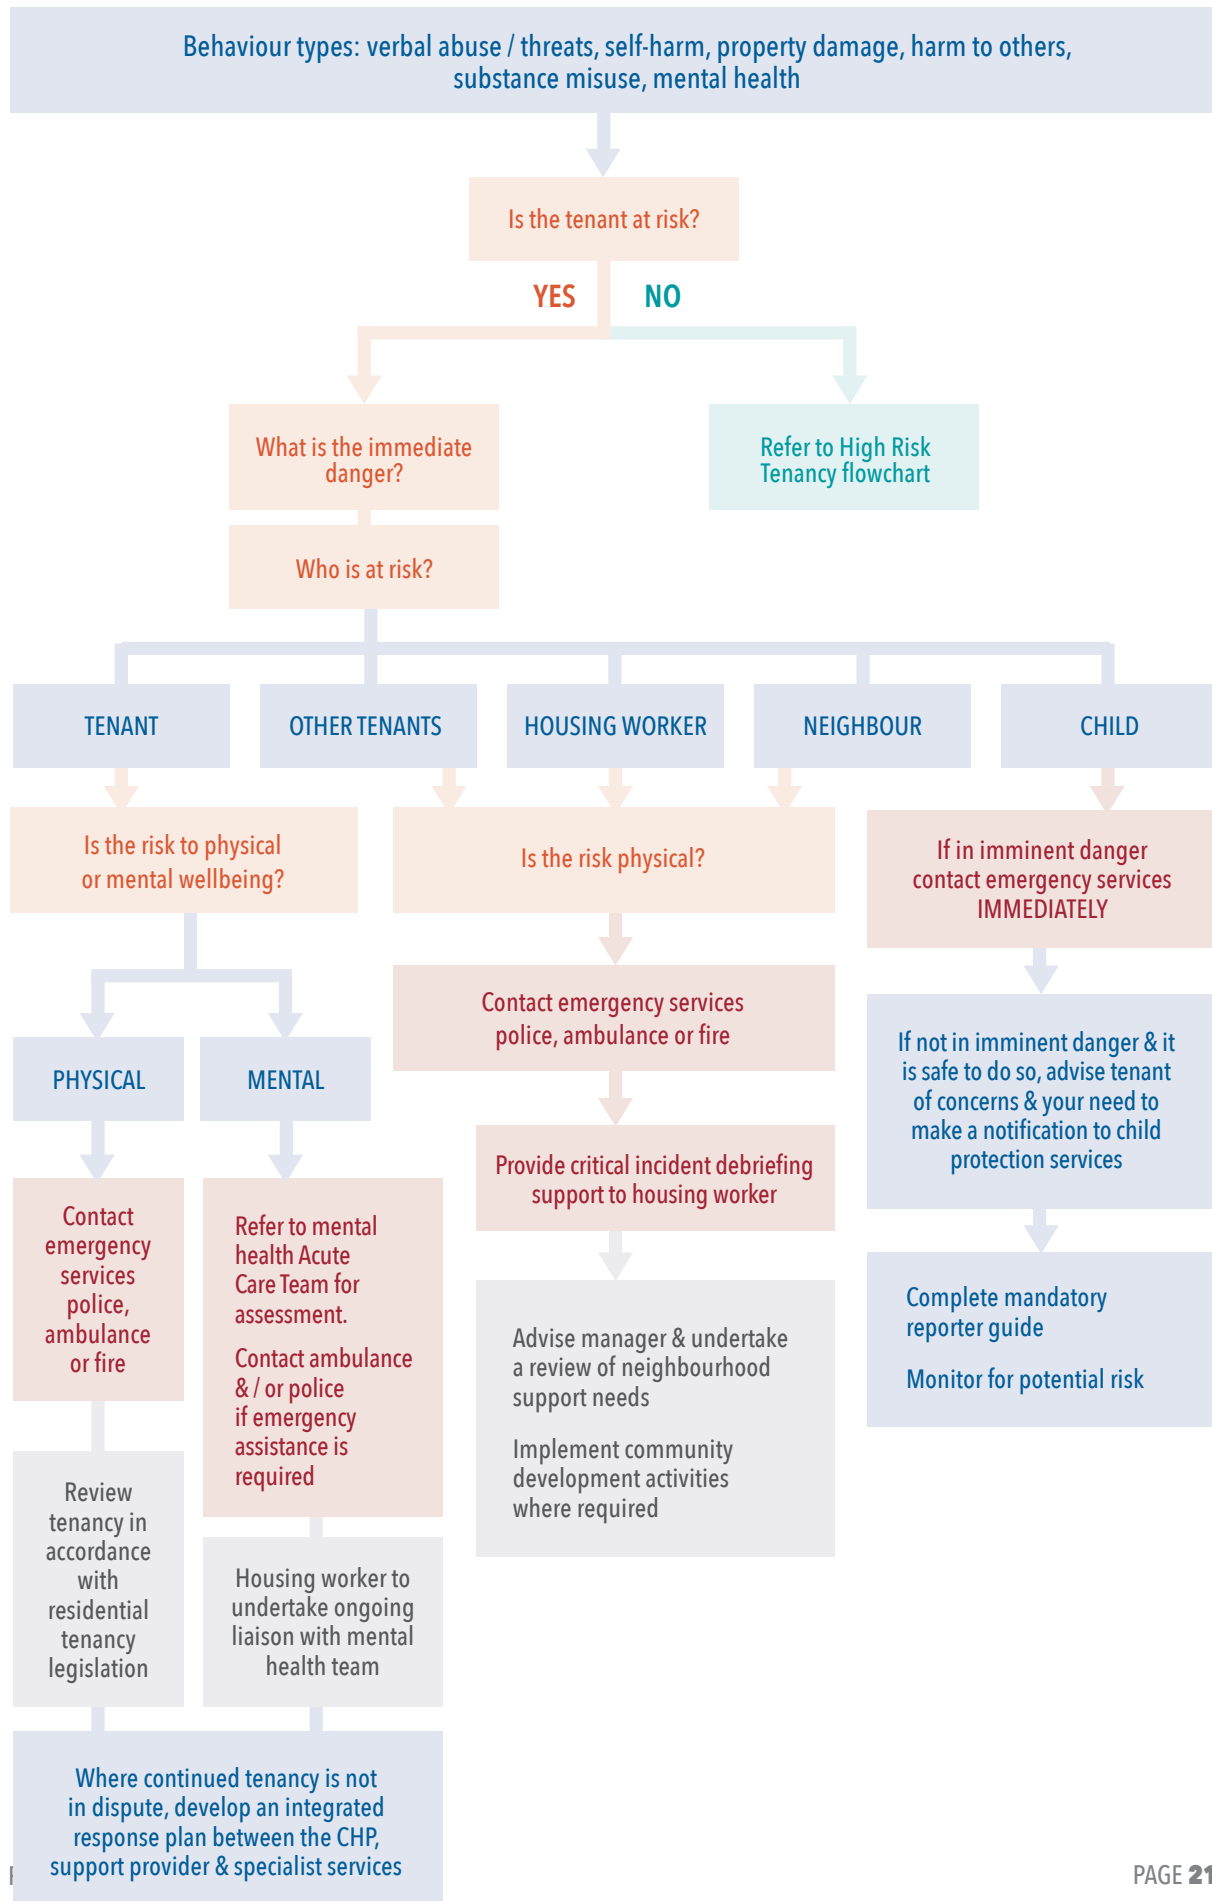 Behaviour types: verbal abuse / threats, self-harm, property damage, harm to others,
substance misuse, mental health
Is the tenant at risk?
YES
NO
What is the immediate
danger?
Refer to High Risk
Tenancy flowchart
Who is at risk?
TENANT
OTHER TENANTS
HOUSING WORKER
NEIGHBOUR
CHILD
Is the risk to physical
or mental wellbeing?
Is the risk physical?
If in imminent danger
contact emergency services
IMMEDIATELY
Contact emergency services
police, ambulance or fire
If not in imminent danger & it
is safe to do so, advise tenant
of concerns & your need to
make a notification to child
protection services
PHYSICAL
MENTAL
Provide critical incident debriefing
support to housing worker
Contact
emergency
services
police,
ambulance
or fire
Refer to mental
health Acute
Care Team for
assessment.
Contact ambulance
& / or police
if emergency
assistance is
required
Advise manager & undertake
a review of neighbourhood
support needs
Implement community
development activities
where required
Complete mandatory
reporter guide
Monitor for potential risk
Review
tenancy in
accordance
with
residential
tenancy
legislation
Housing worker to
undertake ongoing
liaison with mental
health team
Where continued tenancy is not
in dispute, develop an integrated
response plan between the CHP,
support provider & specialist services
PAGE 21